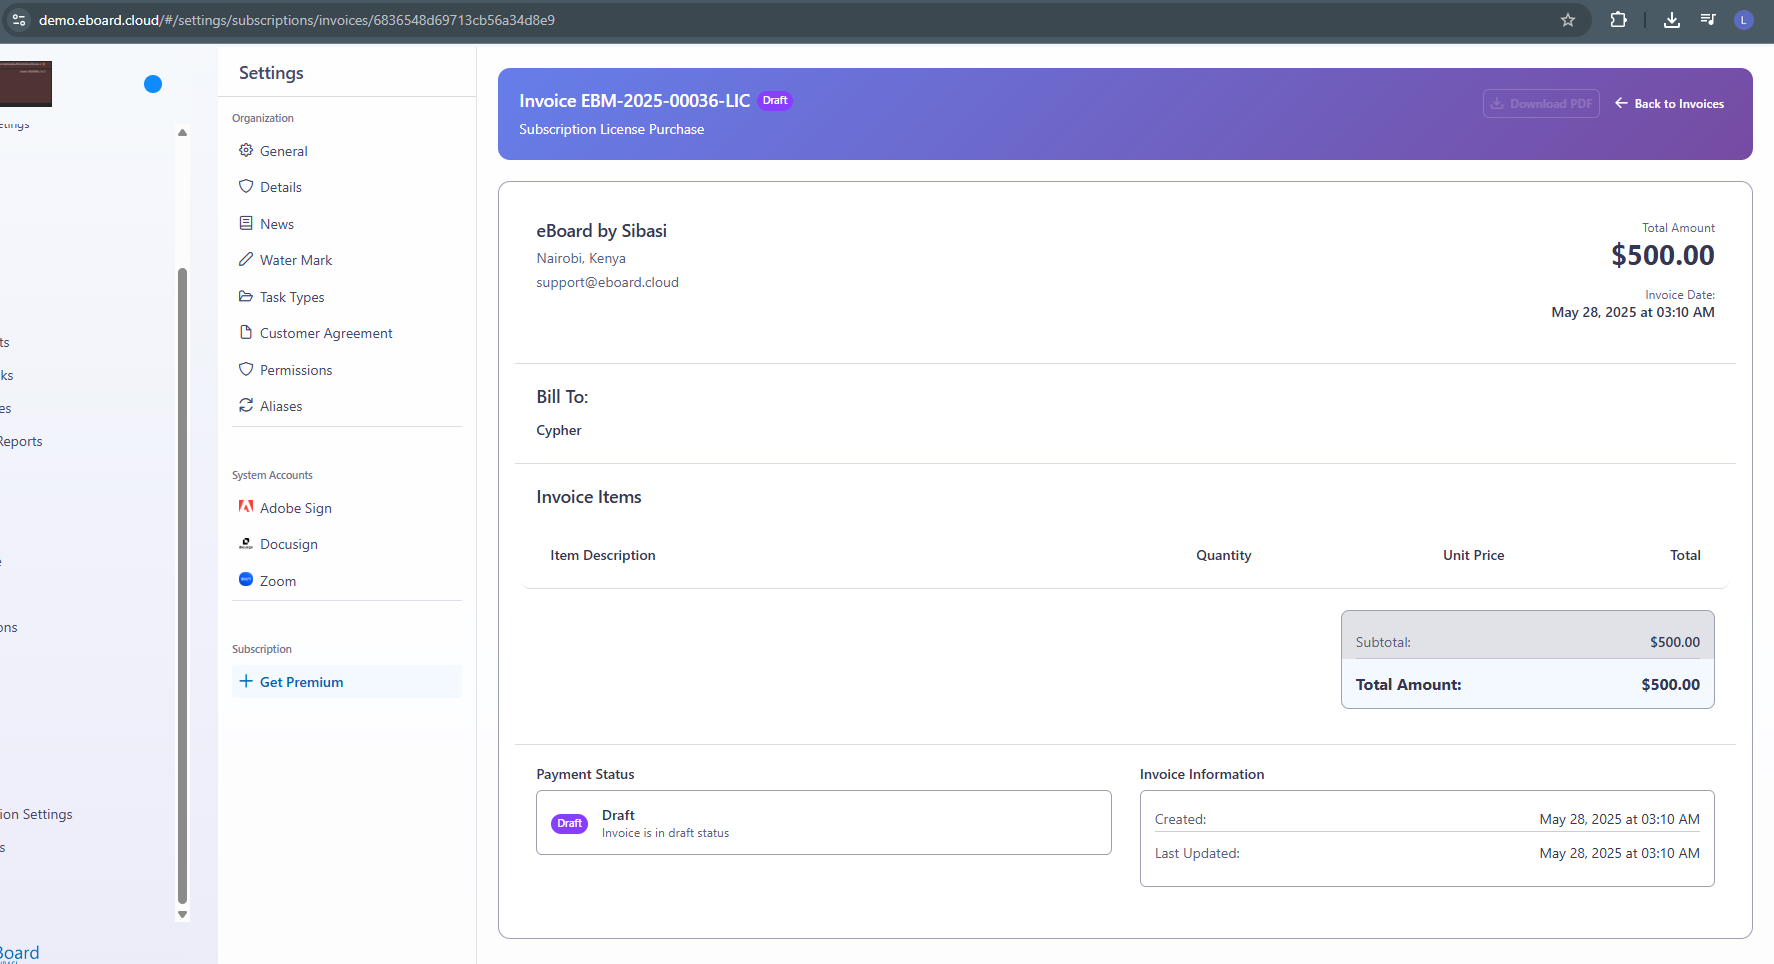 demo.eboard.cloud/#/settings/subscriptions/invoices/6836548d69713cb56a34d8e9
L
ts
ks
es
Reports
ons
ion Settings
s
Board
Settings
Organization
General
Details
News
Water Mark
Task Types
Customer Agreement
Permissions
Aliases
System Accounts
Adobe Sign
Docusign
Zoom
Subscription
Get Premium
Invoice EBM-2025-00036-LIC Draft
Subscription License Purchase
Download PDF
Back to Invoices
eBoard by Sibasi
Nairobi, Kenya
support@eboard.cloud
Total Amount
$500.00
Invoice Date:
May 28, 2025 at 03:10 AM
Bill To:
Cypher
Invoice Items
Item Description Quantity Unit Price Total
Subtotal: $500.00
Total Amount: $500.00
Payment Status
Draft
Draft
Invoice is in draft status
Invoice Information
Created: May 28, 2025 at 03:10 AM
Last Updated: May 28, 2025 at 03:10 AM